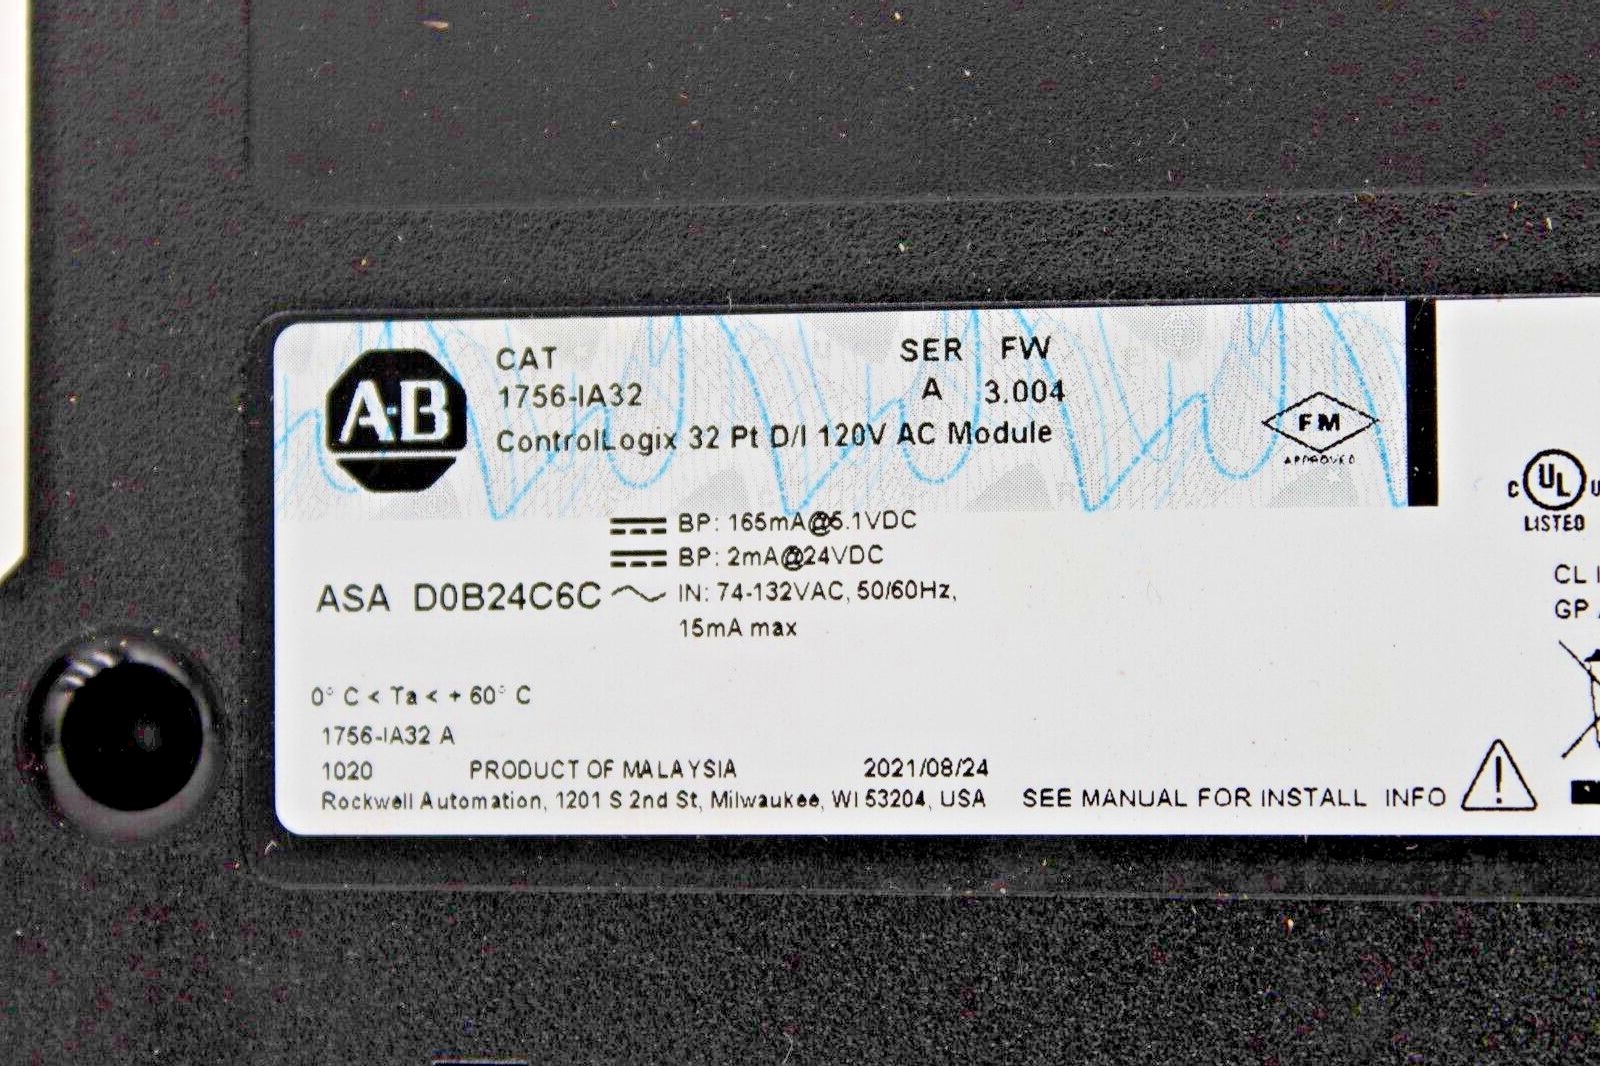 A-B
CAT
1756-IA32
ControlLogix 32 Pt D/I 120V AC Module
SER FW
A 3.004
FM
APPROVED
C UL U
LISTED
BP: 165mA@5.1VDC
BP: 2mA@24VDC
ASA D0B24C6C
IN: 74-132VAC, 50/60Hz,
15mA max
CL
GP
0° C < Ta < + 60° C
1756-IA32 A
1020 PRODUCT OF MALAYSIA 2021/08/24
Rockwell Automation, 1201 S 2nd St, Milwaukee, WI 53204, USA SEE MANUAL FOR INSTALL INFO